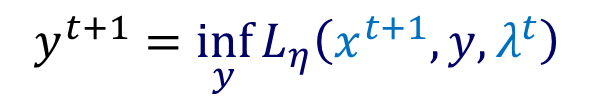 y^{t+1} = inf_y L_η(x^{t+1}, y, λ^t)